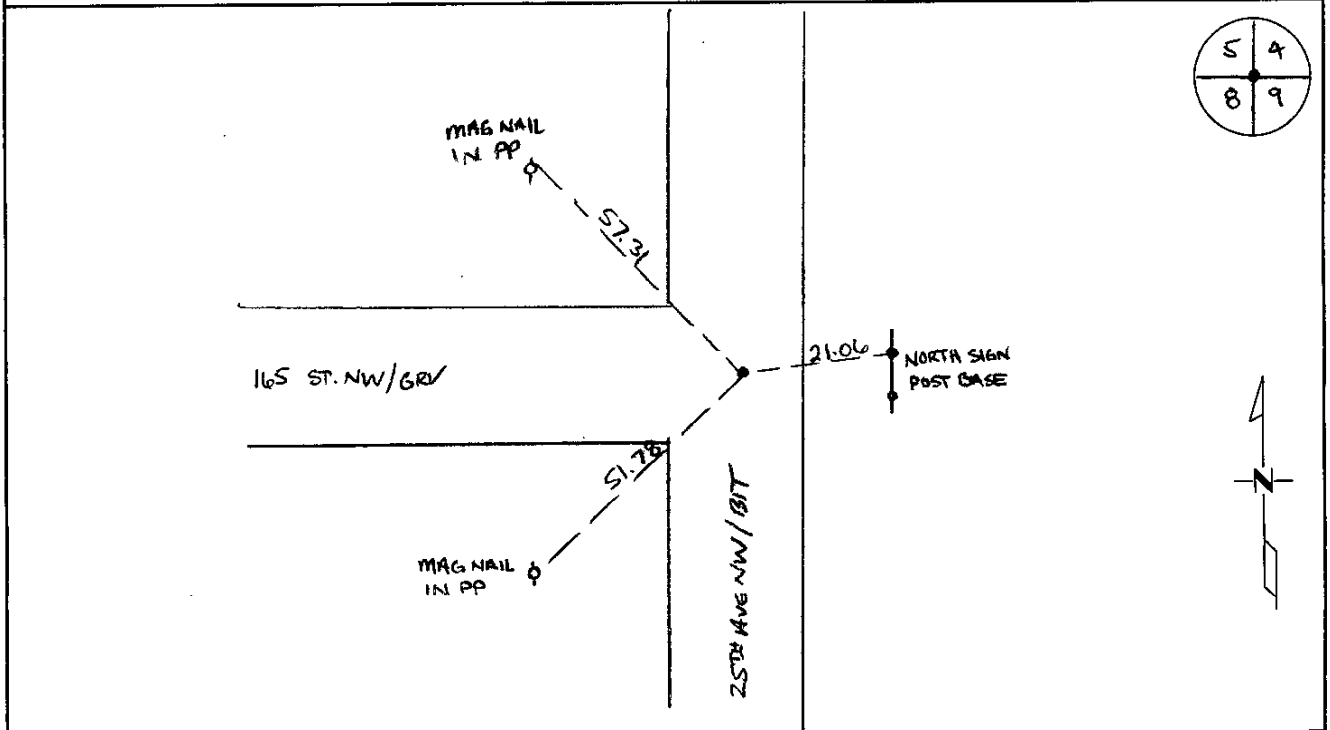 5 4
8 9
MAG NAIL
IN PP
57.31
21.06
NORTH SIGN
POST BASE
165 ST. NW/GRV
51.78
25TH AVE NW/BIT
MAG NAIL
IN PP
N